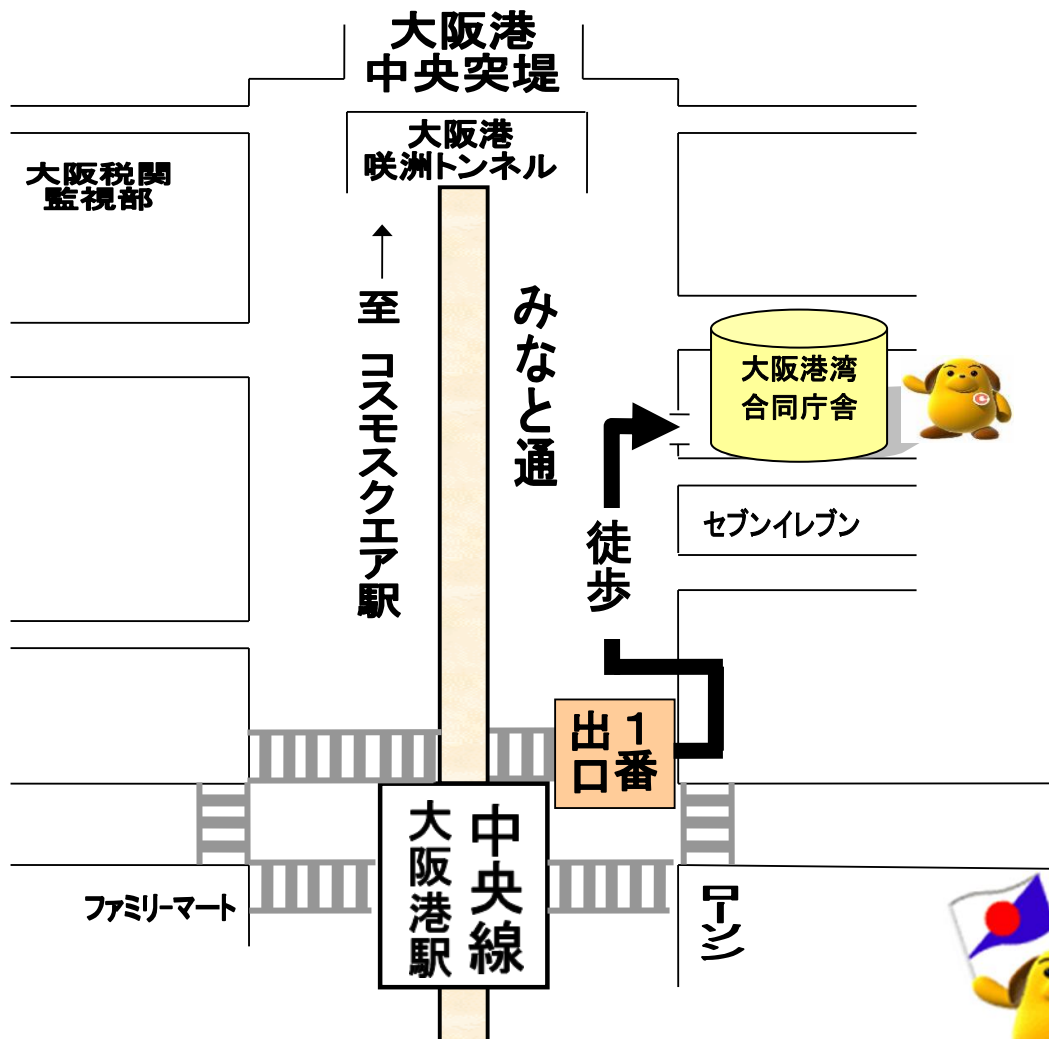 大阪港
中央突堤
大阪港
咲洲トンネル
大阪税関
監視部
至 コスモスクエア駅
みなと通
大阪港湾
合同庁舎
セブンイレブン
徒歩
1番
出口
中央線
大阪港駅
ファミリーマート
ローソン